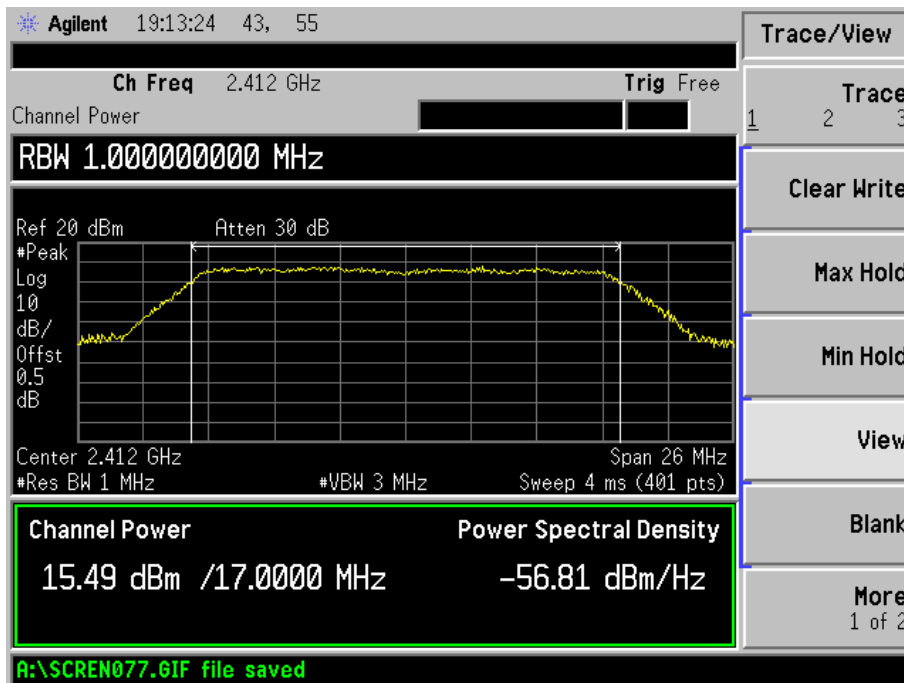 Agilent 19:13:24 43, 55
Trace/View
Ch Freq 2.412 GHz
Trig Free
Channel Power
Trace
1 2 3
RBW 1.000000000 MHz
Clear Write
Ref 20 dBm
Atten 30 dB
#Peak
Log
10
dB/
Offst
0.5
dB
Max Hold
Min Hold
Center 2.412 GHz
Span 26 MHz
#Res BW 1 MHz
#VBW 3 MHz
Sweep 4 ms (401 pts)
View
Channel Power
Power Spectral Density
15.49 dBm /17.0000 MHz
-56.81 dBm/Hz
Blank
More
1 of 2
A:\SCREN077.GIF file saved